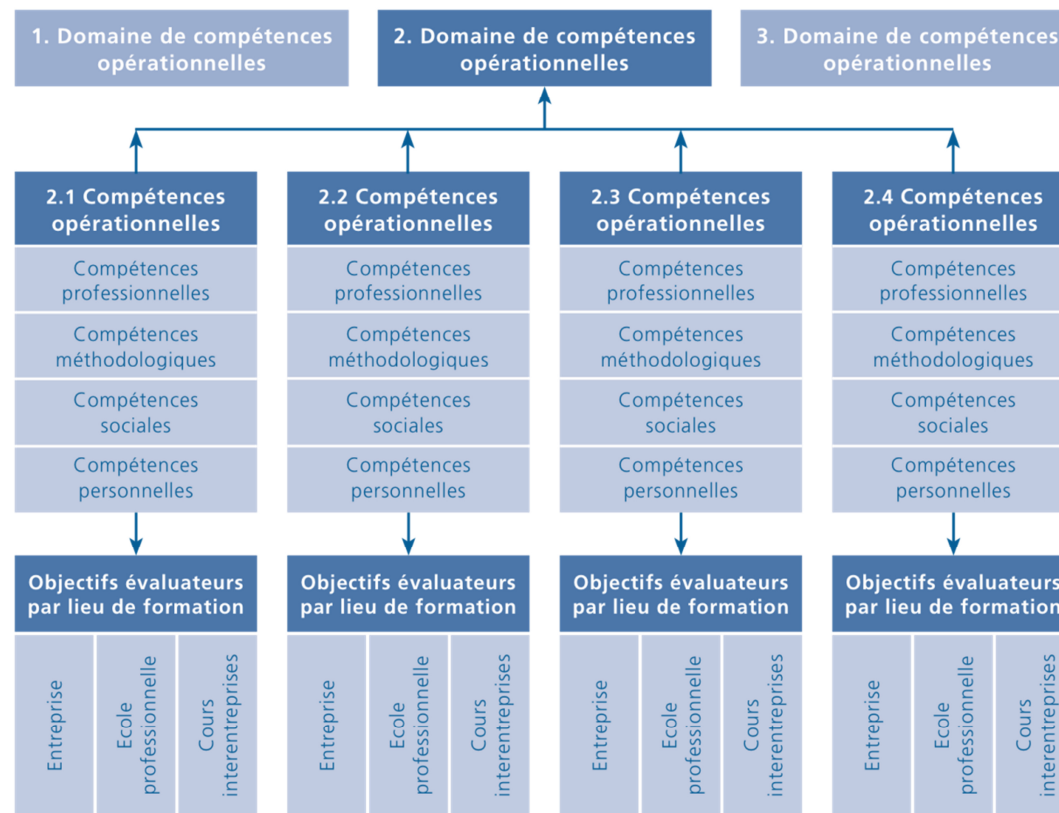 1. Domaine de compétences
opérationnelles
2. Domaine de compétences
opérationnelles
3. Domaine de compétences
opérationnelles
2.1 Compétences
opérationnelles
Compétences
professionnelles
Compétences
méthodologiques
Compétences
sociales
Compétences
personnelles
Objectifs évaluateurs
par lieu de formation
Entreprise
Ecole
professionnelle
Cours
interentreprises
2.2 Compétences
opérationnelles
Compétences
professionnelles
Compétences
méthodologiques
Compétences
sociales
Compétences
personnelles
Objectifs évaluateurs
par lieu de formation
Entreprise
Ecole
professionnelle
Cours
interentreprises
2.3 Compétences
opérationnelles
Compétences
professionnelles
Compétences
méthodologiques
Compétences
sociales
Compétences
personnelles
Objectifs évaluateurs
par lieu de formation
Entreprise
Ecole
professionnelle
Cours
interentreprises
2.4 Compétences
opérationnelles
Compétences
professionnelles
Compétences
méthodologiques
Compétences
sociales
Compétences
personnelles
Objectifs évaluateurs
par lieu de formation
Entreprise
Ecole
professionnelle
Cours
interentreprises